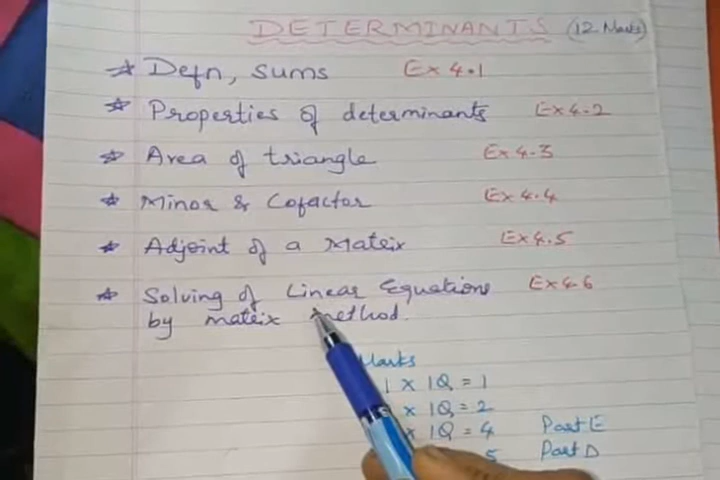 DETERMINANTS (12 Marks)
* Defn, sums Ex 4.1
* Properties of determinants Ex 4.2
* Area of triangle Ex 4.3
* Minor & Cofactor Ex 4.4
* Adjoint of a Matrix Ex 4.5
* Solving of Linear Equations Ex 4.6
by matrix method.
Marks
1 x 1Q = 1
x 1Q = 2
x 1Q = 4 Part E
5 Part D